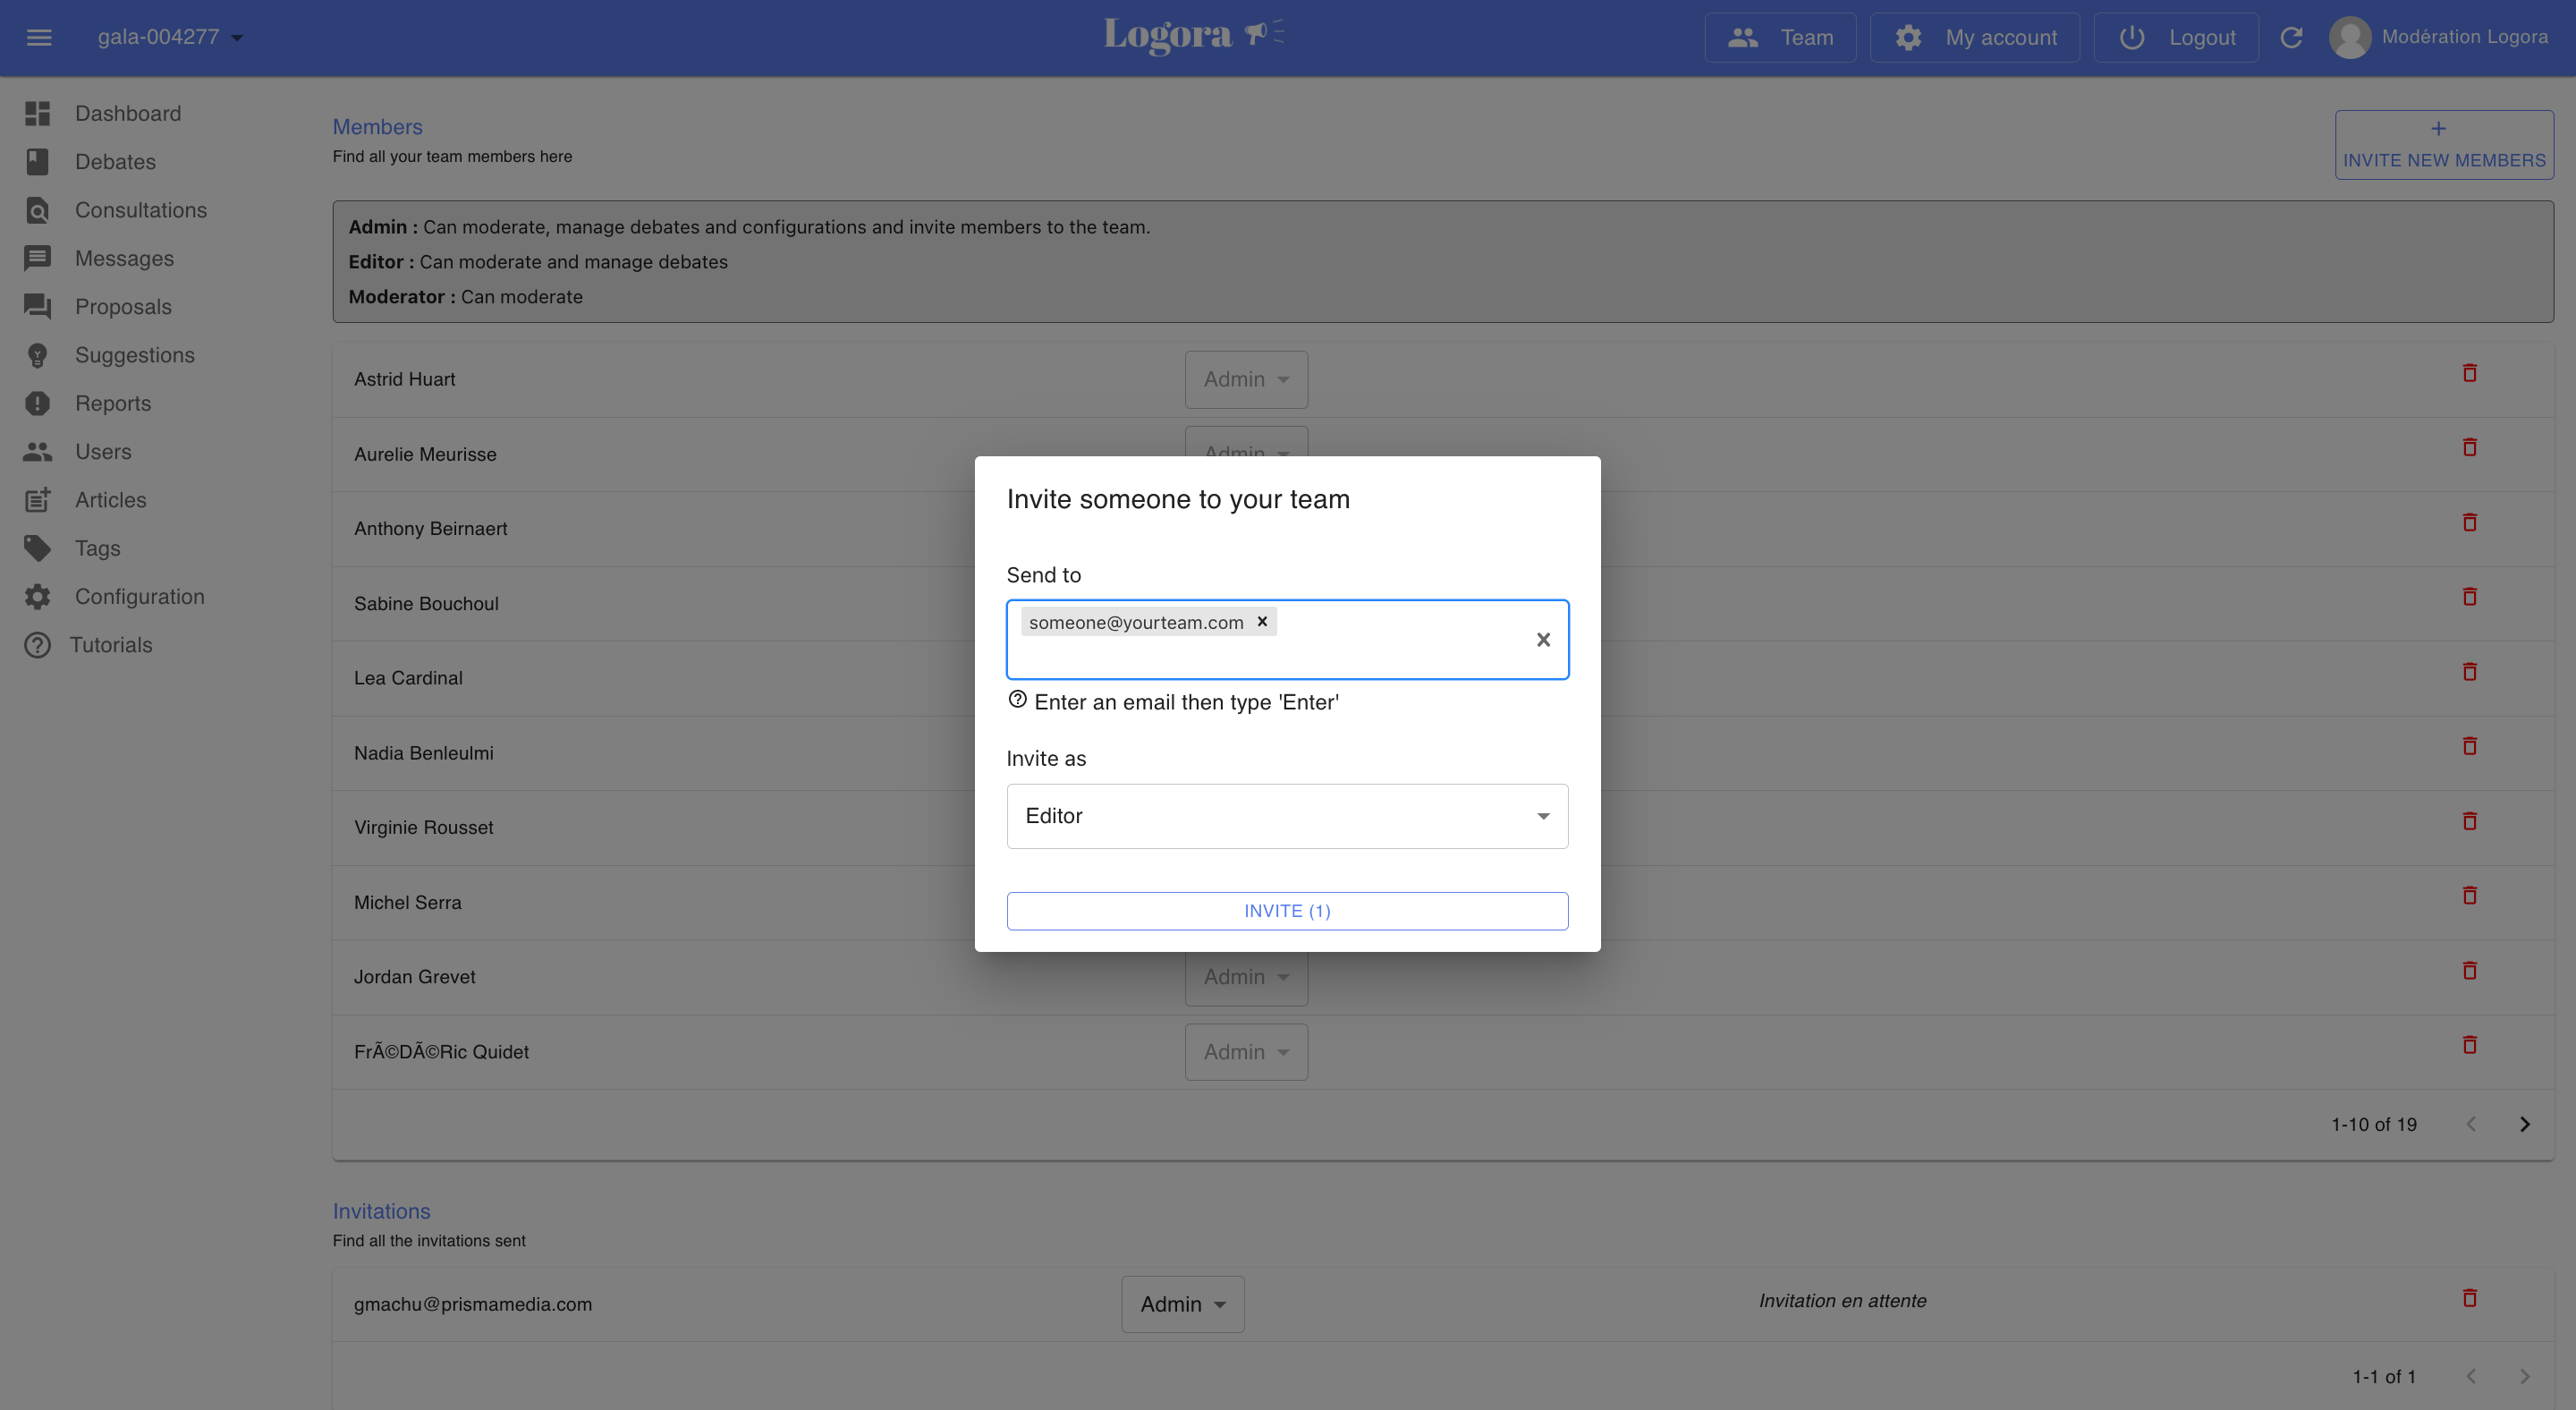 gala-004277
Logora
Team
My account
Logout
Modération Logora
Dashboard
Debates
Consultations
Messages
Proposals
Suggestions
Reports
Users
Articles
Tags
Configuration
Tutorials
Members
Find all your team members here
+
INVITE NEW MEMBERS
Admin : Can moderate, manage debates and configurations and invite members to the team.
Editor : Can moderate and manage debates
Moderator : Can moderate
Astrid Huart
Admin
Aurelie Meurisse
Admin
Anthony Beirnaert
Sabine Bouchoul
Lea Cardinal
Nadia Benleulmi
Virginie Rousset
Michel Serra
Jordan Grevet
Admin
FrÃ©DÃ©Ric Quidet
Admin
1-10 of 19
Invite someone to your team
Send to
someone@yourteam.com
Enter an email then type 'Enter'
Invite as
Editor
INVITE (1)
Invitations
Find all the invitations sent
gmachu@prismamedia.com
Admin
Invitation en attente
1-1 of 1